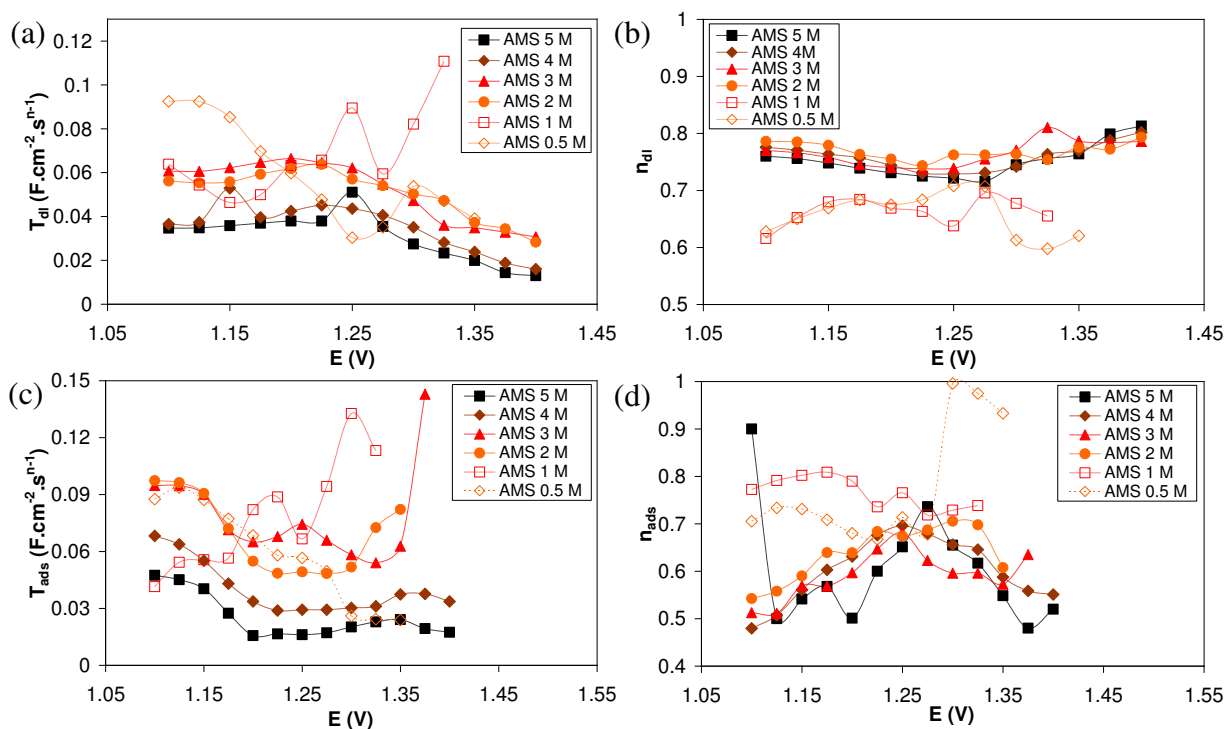 (a)
T_dl (F.cm⁻².sⁿ⁻¹)
0.12
0.1
0.08
0.06
0.04
0.02
0
1.05
1.15
1.25
1.35
1.45
E (V)
AMS 5 M
AMS 4 M
AMS 3 M
AMS 2 M
AMS 1 M
AMS 0.5 M
(b)
n_dl
1
0.9
0.8
0.7
0.6
0.5
1.05
1.15
1.25
1.35
1.45
E (V)
AMS 5 M
AMS 4M
AMS 3 M
AMS 2 M
AMS 1 M
AMS 0.5 M
(c)
T_ads (F.cm⁻².sⁿ⁻¹)
0.15
0.12
0.09
0.06
0.03
0
1.05
1.15
1.25
1.35
1.45
1.55
E (V)
AMS 5 M
AMS 4 M
AMS 3 M
AMS 2 M
AMS 1 M
AMS 0.5 M
(d)
n_ads
1
0.9
0.8
0.7
0.6
0.5
0.4
1.05
1.15
1.25
1.35
1.45
1.55
E (V)
AMS 5 M
AMS 4 M
AMS 3 M
AMS 2 M
AMS 1 M
AMS 0.5 M